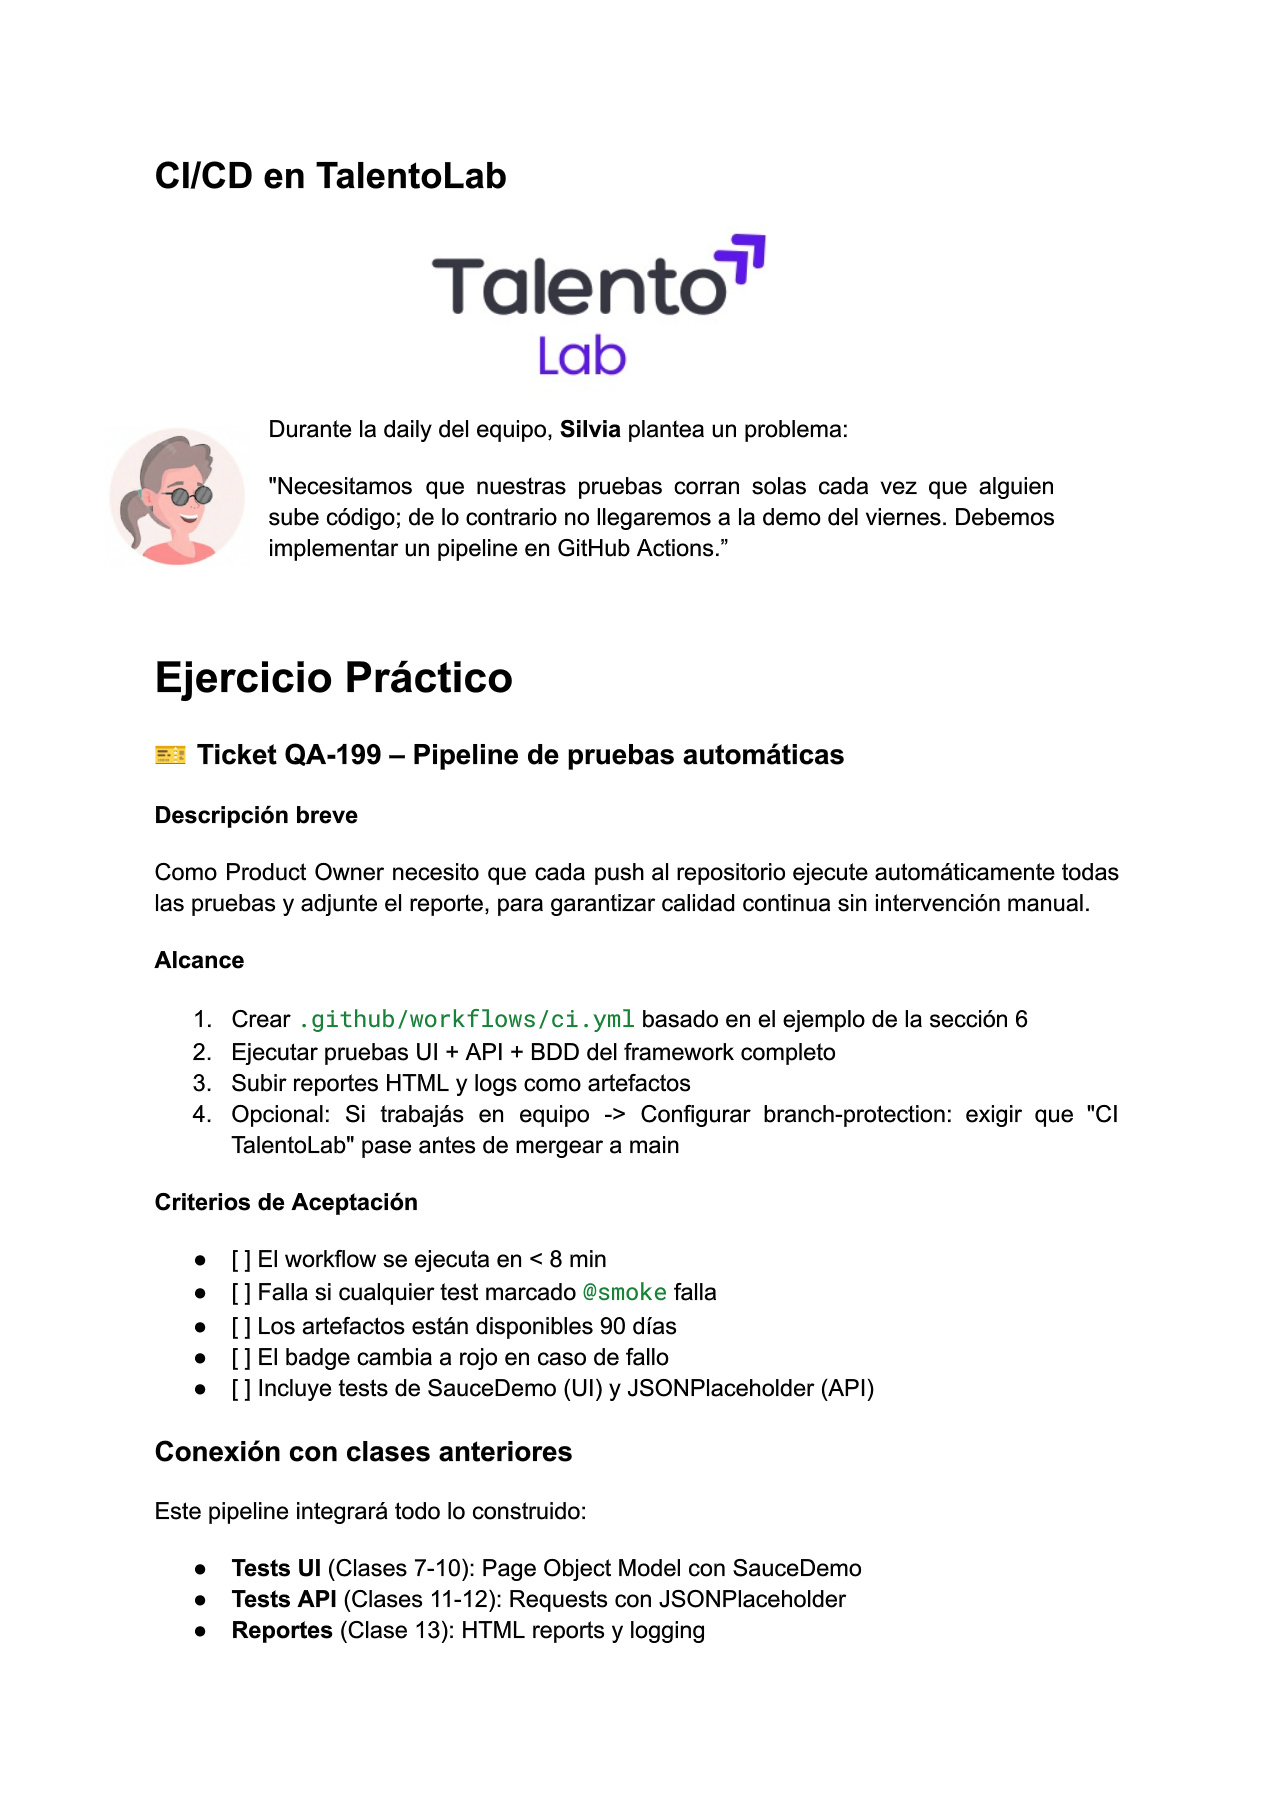 CI/CD en TalentoLab
Talento
Lab
Durante la daily del equipo, Silvia plantea un problema:
"Necesitamos que nuestras pruebas corran solas cada vez que alguien
sube código; de lo contrario no llegaremos a la demo del viernes. Debemos
implementar un pipeline en GitHub Actions.”
Ejercicio Práctico
🎫 Ticket QA-199 – Pipeline de pruebas automáticas
Descripción breve
Como Product Owner necesito que cada push al repositorio ejecute automáticamente todas
las pruebas y adjunte el reporte, para garantizar calidad continua sin intervención manual.
Alcance
1. Crear .github/workflows/ci.yml basado en el ejemplo de la sección 6
2. Ejecutar pruebas UI + API + BDD del framework completo
3. Subir reportes HTML y logs como artefactos
4. Opcional: Si trabajás en equipo -> Configurar branch-protection: exigir que "CI
TalentoLab" pase antes de mergear a main
Criterios de Aceptación
● [ ] El workflow se ejecuta en < 8 min
● [ ] Falla si cualquier test marcado @smoke falla
● [ ] Los artefactos están disponibles 90 días
● [ ] El badge cambia a rojo en caso de fallo
● [ ] Incluye tests de SauceDemo (UI) y JSONPlaceholder (API)
Conexión con clases anteriores
Este pipeline integrará todo lo construido:
● Tests UI (Clases 7-10): Page Object Model con SauceDemo
● Tests API (Clases 11-12): Requests con JSONPlaceholder
● Reportes (Clase 13): HTML reports y logging